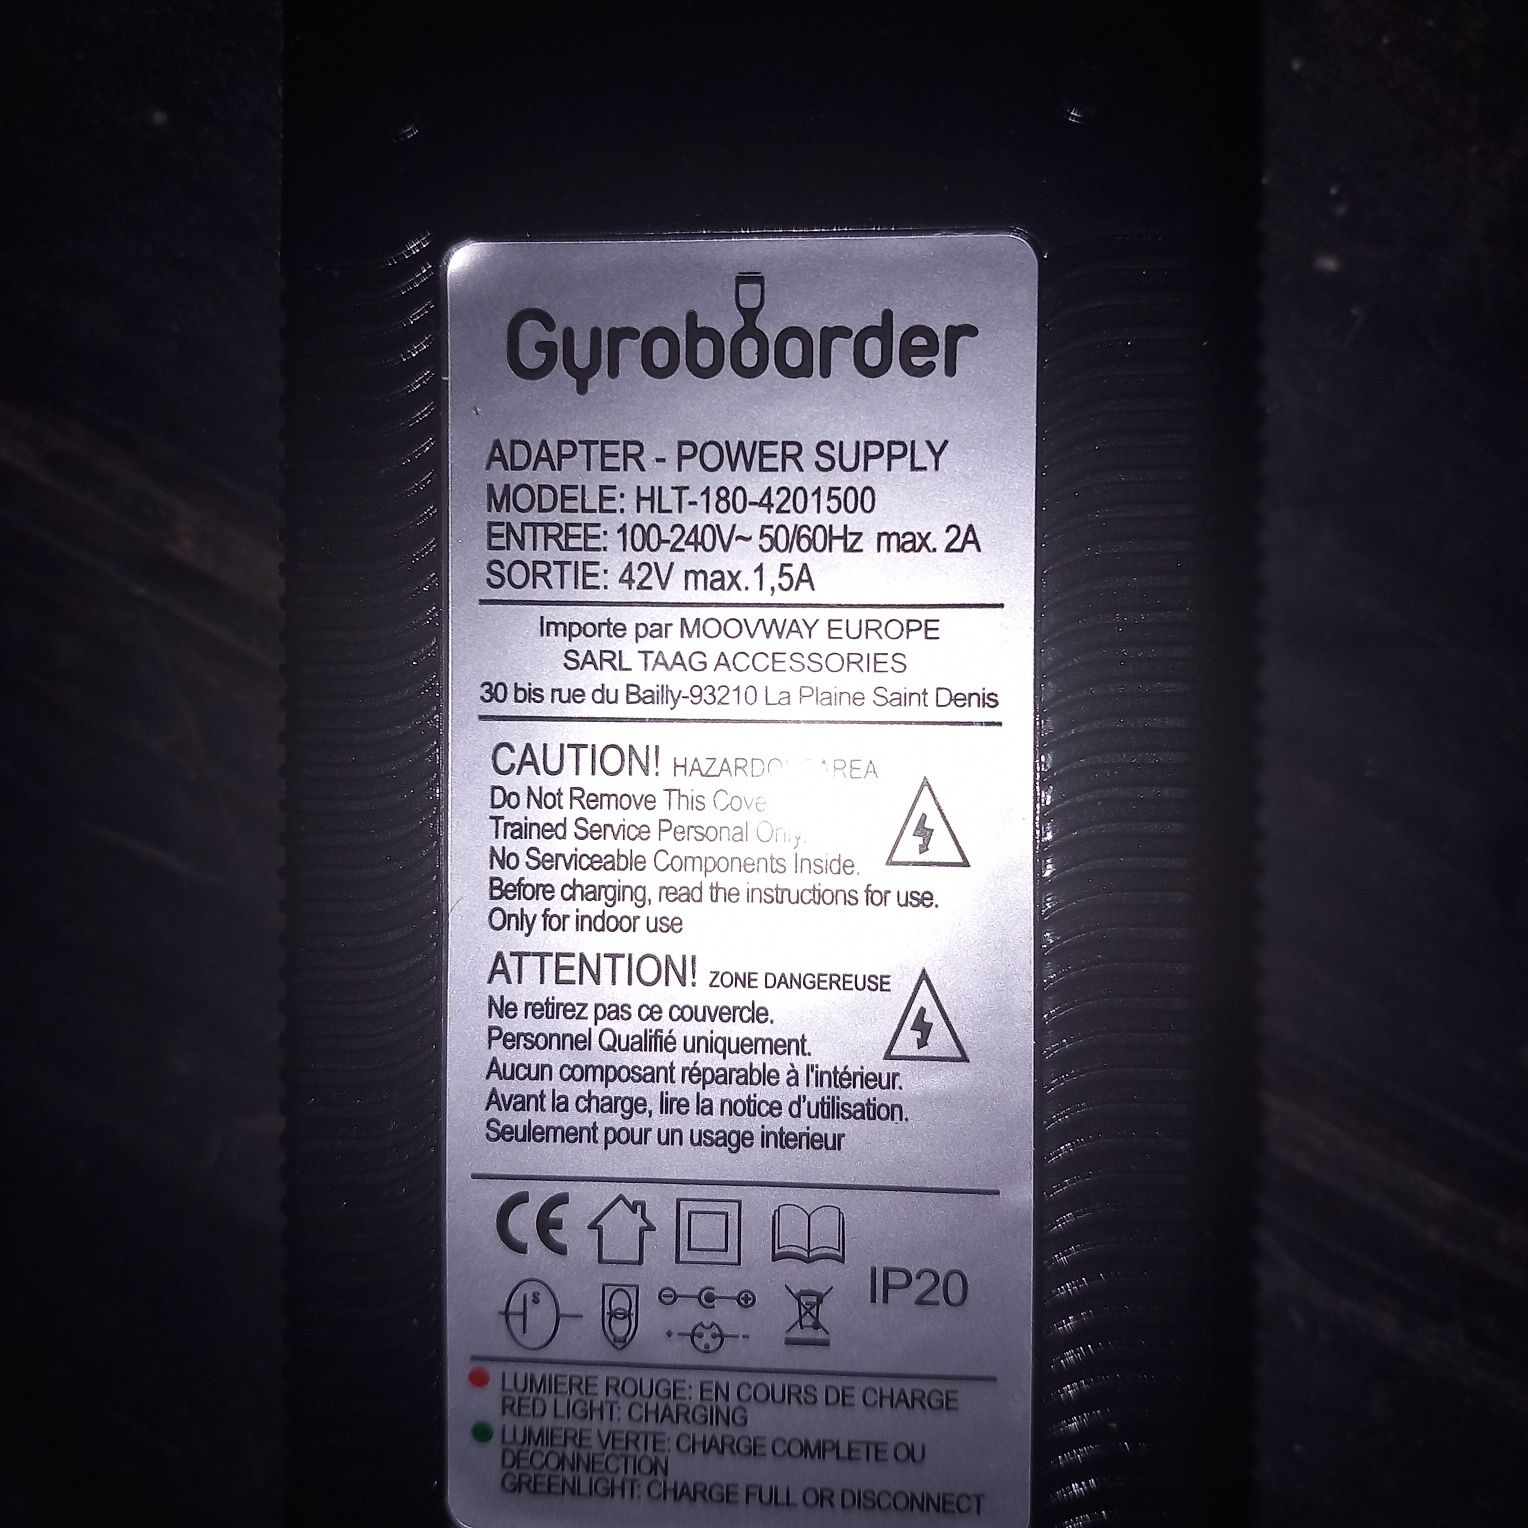 Gyroboarder
ADAPTER - POWER SUPPLY
MODELE: HLT-180-4201500
ENTREE: 100-240V~ 50/60Hz max. 2A
SORTIE: 42V max.1,5A
Importe par MOOVWAY EUROPE
SARL TAAG ACCESSORIES
30 bis rue du Bailly-93210 La Plaine Saint Denis
CAUTION! HAZARDOUS AREA
Do Not Remove This Cove
Trained Service Personal Only.
No Serviceable Components Inside.
Before charging, read the instructions for use.
Only for indoor use
ATTENTION! ZONE DANGEREUSE
Ne retirez pas ce couvercle.
Personnel Qualifié uniquement.
Aucun composant réparable à l'intérieur.
Avant la charge, lire la notice d'utilisation.
Seulement pour un usage interieur
CE
IP20
LUMIERE ROUGE: EN COURS DE CHARGE
RED LIGHT: CHARGING
LUMIERE VERTE: CHARGE COMPLETE OU
DECONNECTION
GREENLIGHT: CHARGE FULL OR DISCONNECT